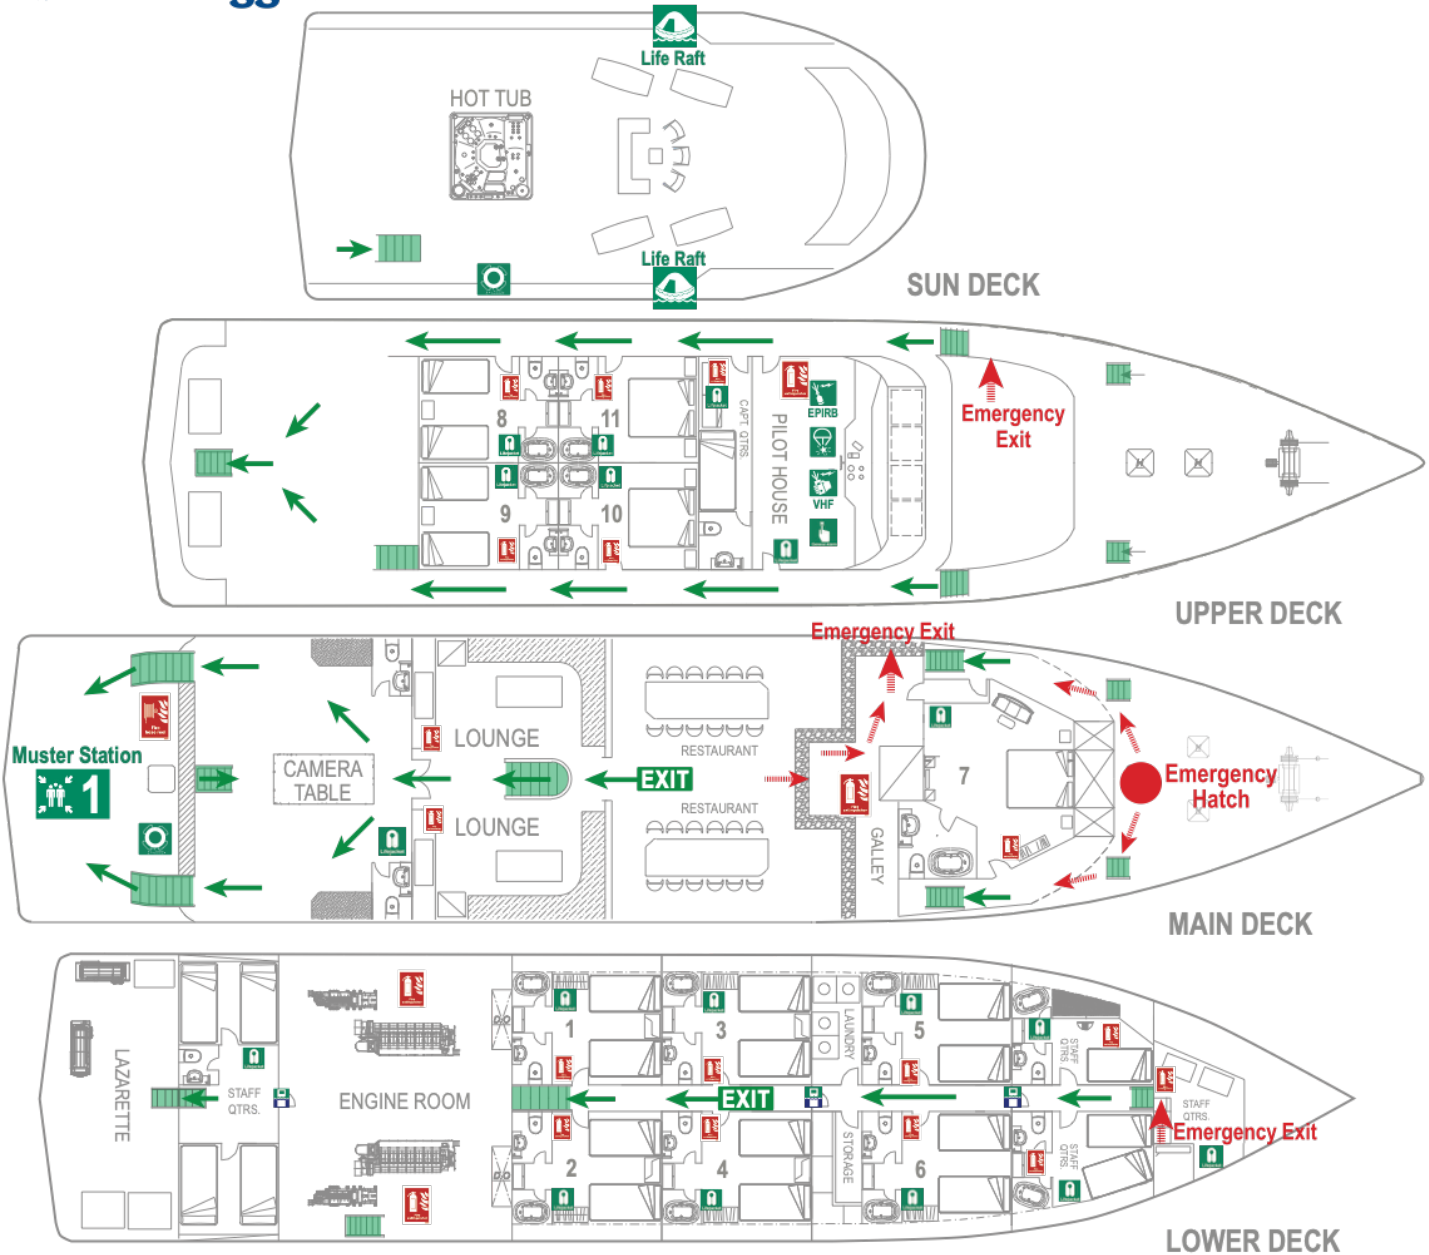 Life Raft
HOT TUB
Life Raft
SUN DECK
8
11
CAPT. QTRS
PILOT HOUSE
EPIRB
VHF
Emergency
Exit
9
10
UPPER DECK
Emergency Exit
Muster Station
1
CAMERA
TABLE
LOUNGE
LOUNGE
EXIT
RESTAURANT
RESTAURANT
GALLEY
7
Emergency
Hatch
MAIN DECK
LAZARETTE
STAFF
QTRS.
ENGINE ROOM
1
3
5
LAUNDRY
EXIT
STAFF
QTRS.
STAFF
QTRS.
Emergency Exit
2
4
6
STORAGE
STAFF
QTRS.
LOWER DECK